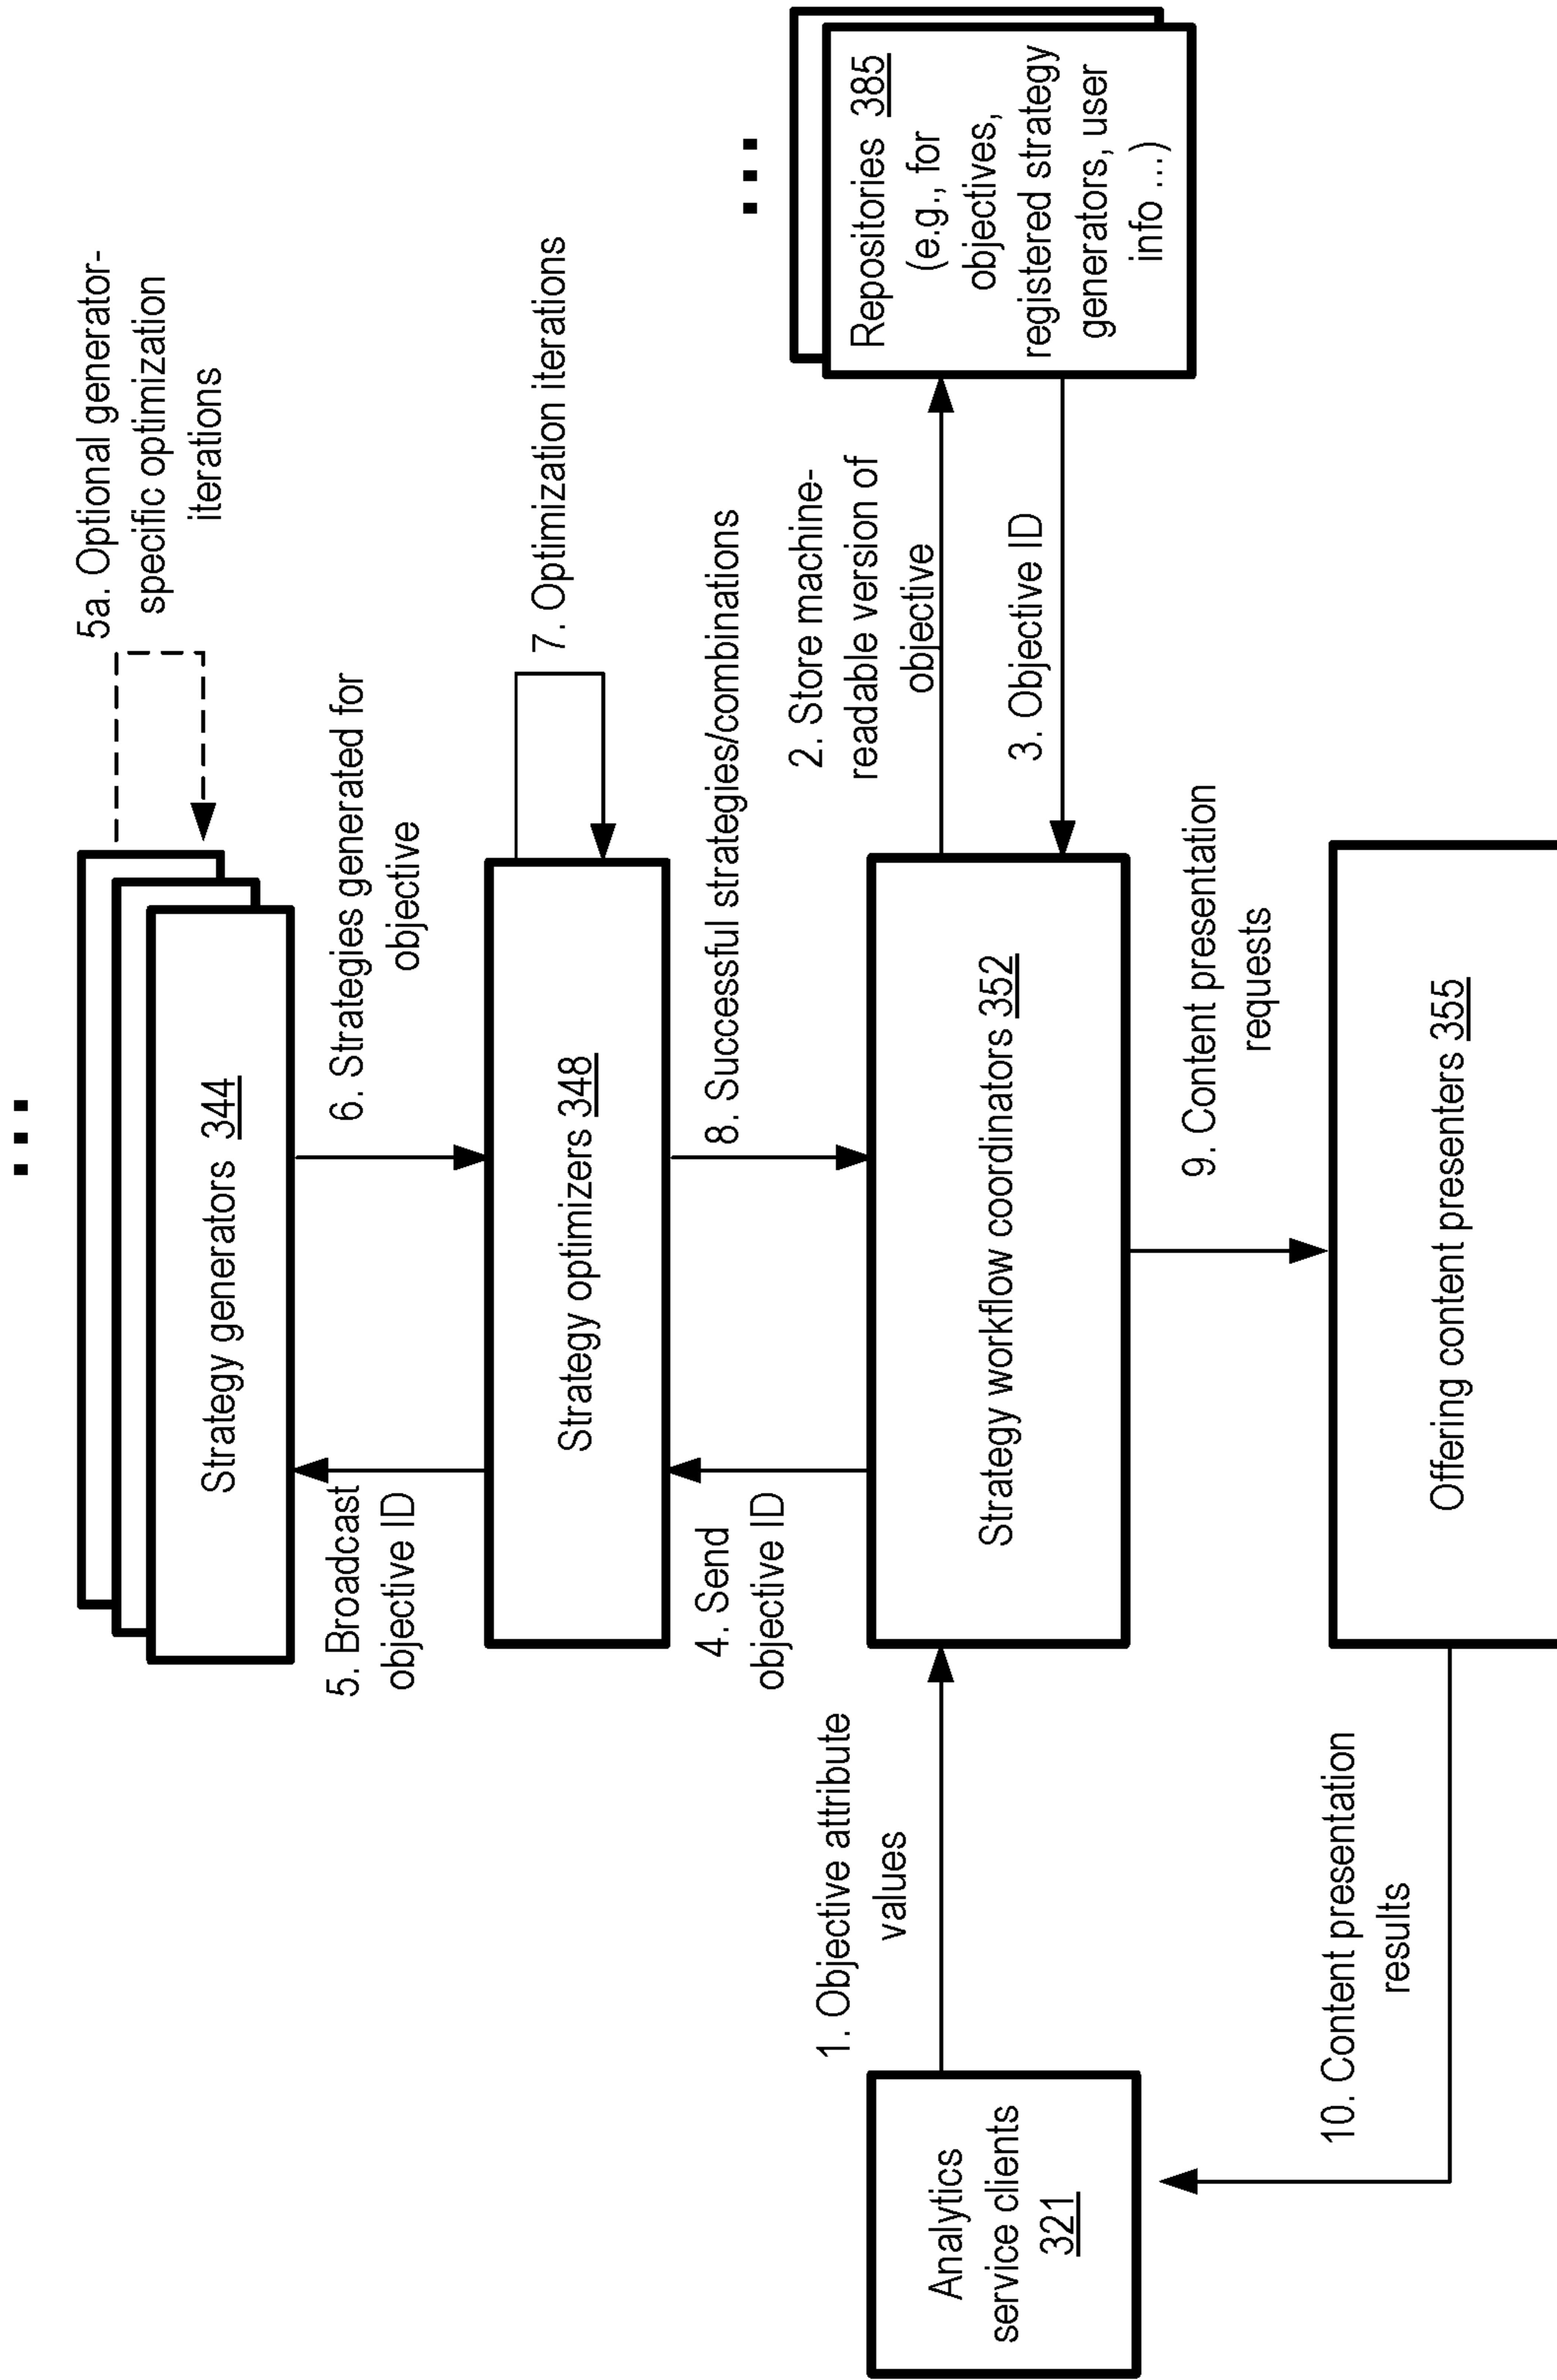 5a. Optional generator-
specific optimization
iterations
Strategy generators 344
5. Broadcast
objective ID
6. Strategies generated for
objective
7. Optimization iterations
Strategy optimizers 348
4. Send
objective ID
8. Successful strategies/combinations
1. Objective attribute
values
2. Store machine-
readable version of
objective
3. Objective ID
Analytics
service clients
321
Strategy workflow coordinators 352
Repositories 385
(e.g., for
objectives,
registered strategy
generators, user
info ...)
9. Content presentation
requests
10. Content presentation
results
Offering content presenters 355